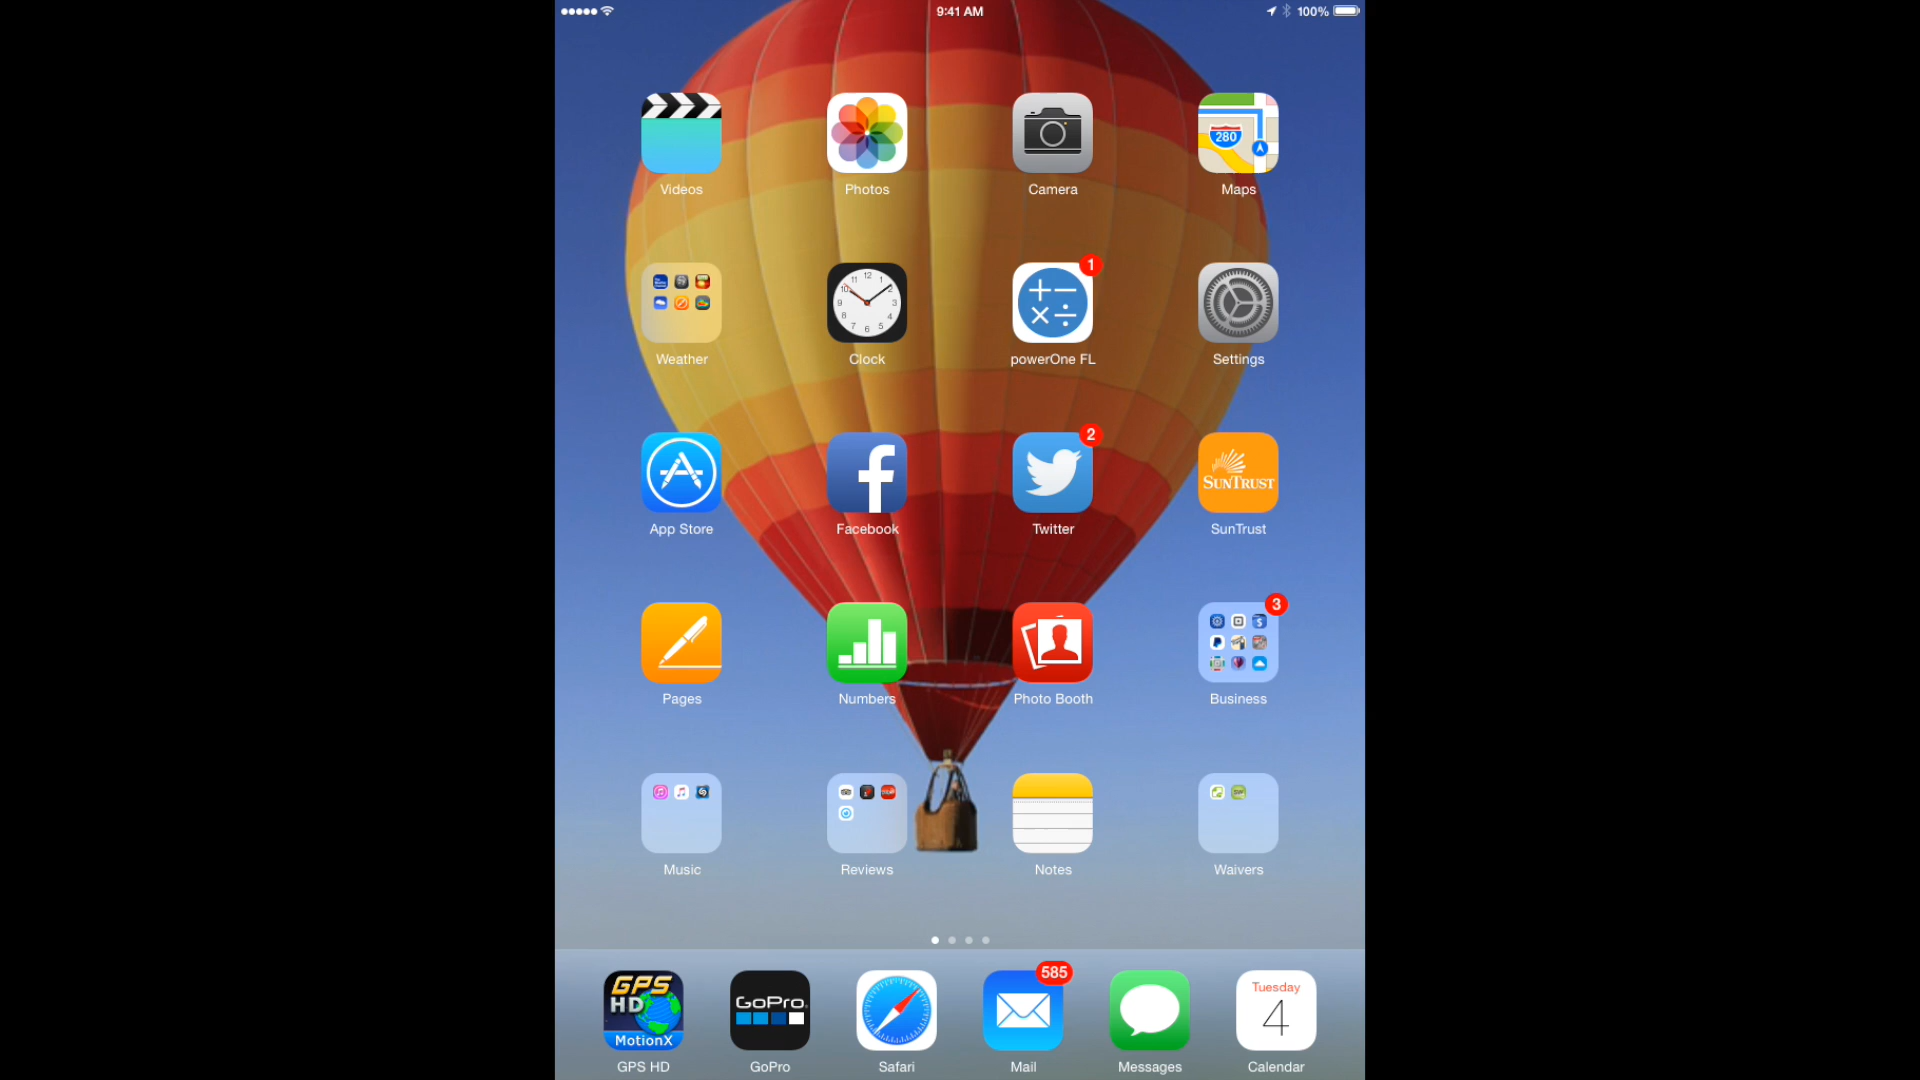 9:41 AM
100%
280
Videos
Photos
Camera
Maps
1
Weather
Clock
powerOne FL
Settings
2
SunTrust
App Store
Facebook
Twitter
SunTrust
3
Pages
Numbers
Photo Booth
Business
Music
Reviews
Notes
Waivers
GPS
HD
MotionX
GoPro
585
Tuesday
4
GPS HD
GoPro
Safari
Mail
Messages
Calendar